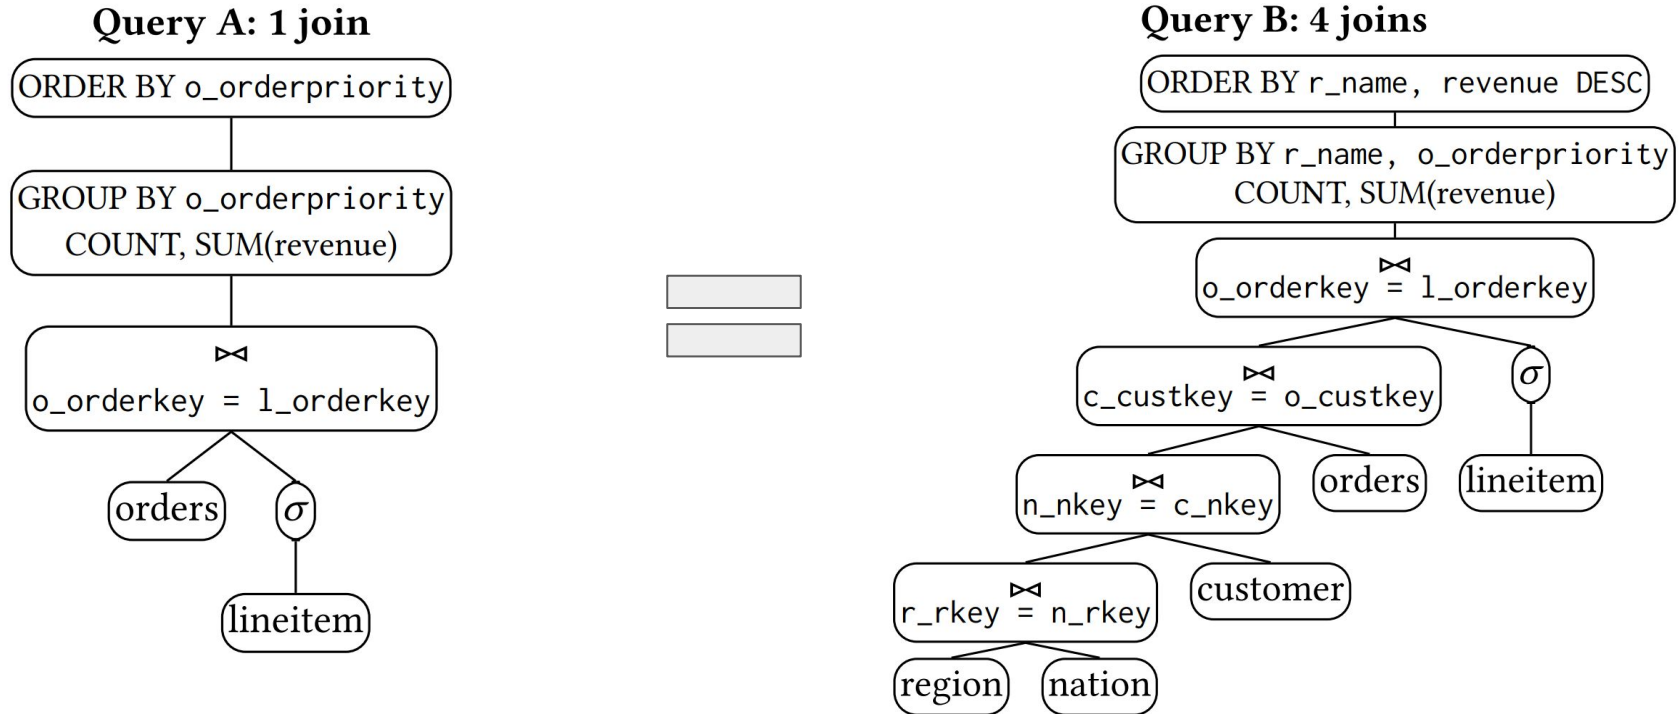 Query A: 1 join
ORDER BY o_orderpriority
GROUP BY o_orderpriority
COUNT, SUM(revenue)
⋈
o_orderkey = l_orderkey
orders
σ
lineitem
Query B: 4 joins
ORDER BY r_name, revenue DESC
GROUP BY r_name, o_orderpriority
COUNT, SUM(revenue)
⋈
o_orderkey = l_orderkey
⋈
c_custkey = o_custkey
σ
⋈
n_nkey = c_nkey
orders
lineitem
⋈
r_rkey = n_rkey
customer
region
nation